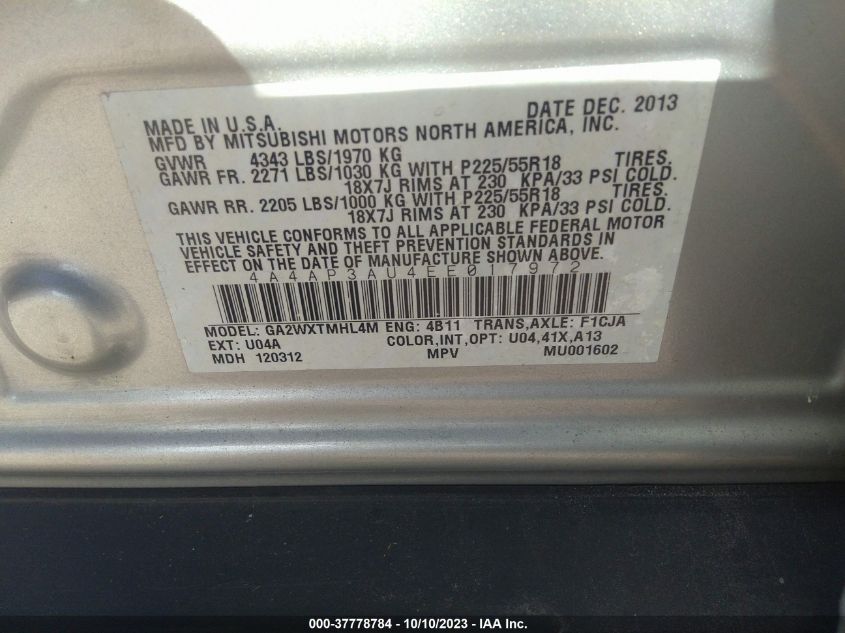 MADE IN U.S.A. DATE DEC. 2013
MFD BY MITSUBISHI MOTORS NORTH AMERICA, INC.
GVWR 4343 LBS/1970 KG
GAWR FR. 2271 LBS/1030 KG WITH P225/55R18 TIRES.
18X7J RIMS AT 230 KPA/33 PSI COLD.
GAWR RR. 2205 LBS/1000 KG WITH P225/55R18 TIRES.
18X7J RIMS AT 230 KPA/33 PSI COLD.
THIS VEHICLE CONFORMS TO ALL APPLICABLE FEDERAL MOTOR
VEHICLE SAFETY AND THEFT PREVENTION STANDARDS IN
EFFECT ON THE DATE OF MANUFACTURE SHOWN ABOVE.
4A4AP3AU4EE017972
MODEL: GA2WXTMHL4M ENG: 4B11 TRANS,AXLE: F1CJA
EXT: U04A COLOR,INT,OPT: U04,41X,A13
MDH 120312 MPV MU001602
000-37778784 - 10/10/2023 - IAA Inc.